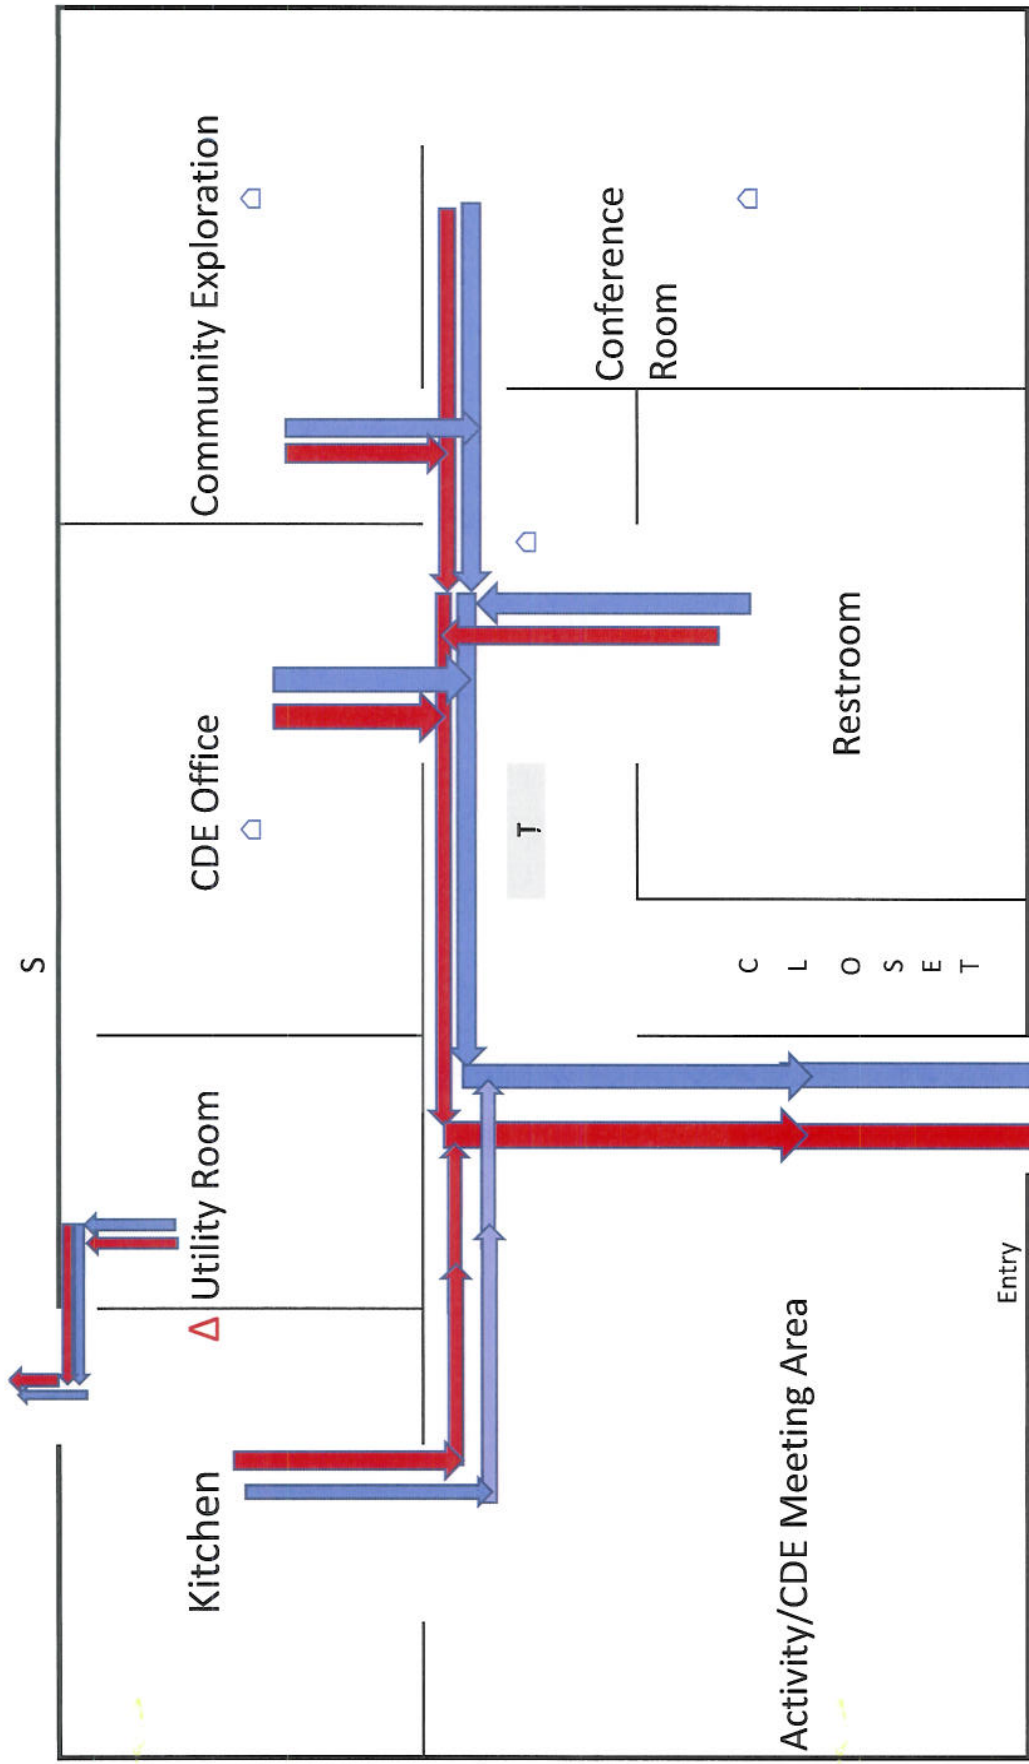 S
Kitchen
Utility Room
CDE Office
Community Exploration
Conference
Room
T
C
L
O
S
E
T
Restroom
Activity/CDE Meeting Area
Entry